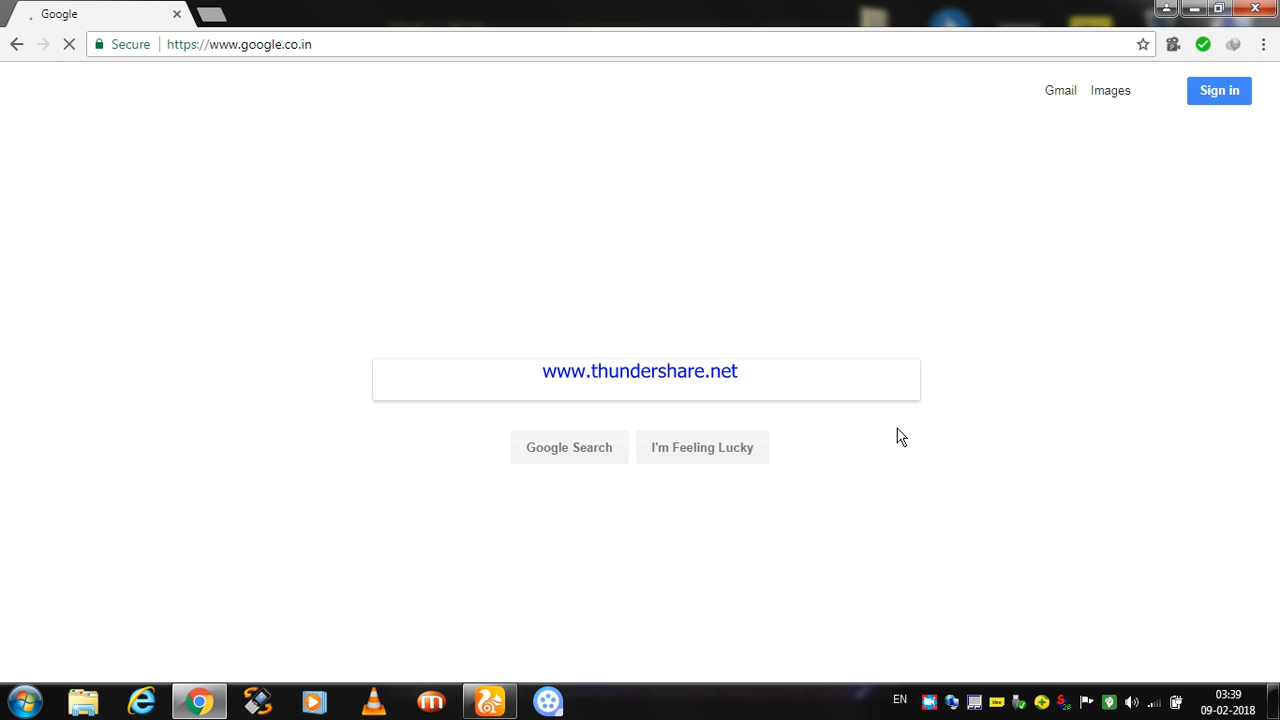 Google
Secure
https://www.google.co.in
Gmail
Images
Sign in
www.thundershare.net
Google Search
I'm Feeling Lucky
EN
03:39
09-02-2018